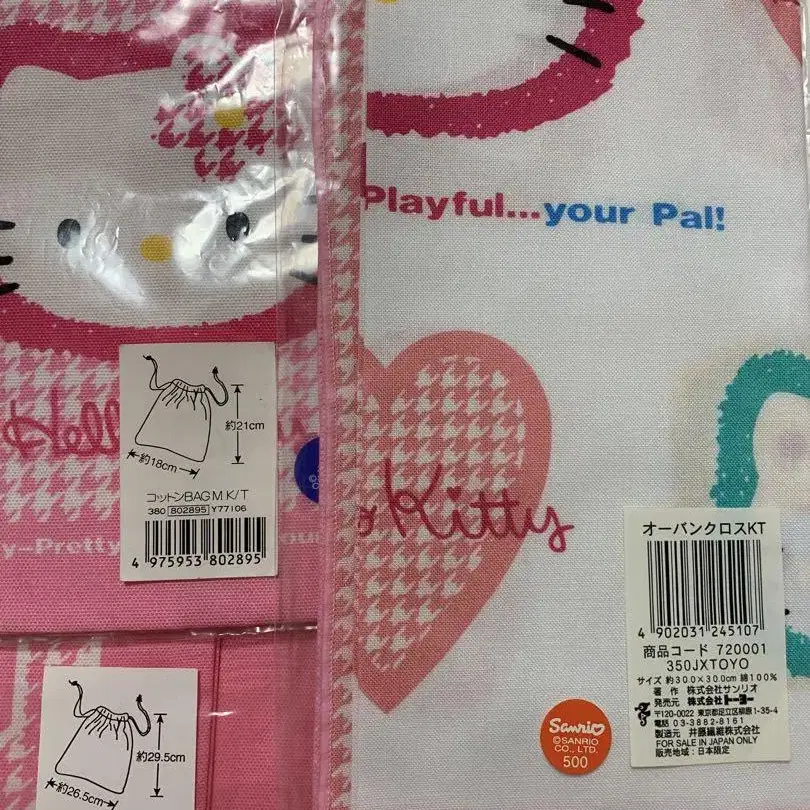 Playful...your Pal!
Hell
約21cm
約18cm
コットンBAG M K/T
380 802895 Y77106
4 975953 802895
y-Pretty
our
Kitty
オーバンクロスKT
4 902031 245107
商品コード 720001
350JXTOYO
サイズ 約30.0×30.0cm 綿100%
著 作 株式会社サンリオ
発売元 株式会社トーヨー
〒120-0022 東京都足立区柳原1-35-4
電話 03-3882-8161
製造元 井藤繊維株式会社
FOR SALE IN JAPAN ONLY
販売地域:日本限定
Sanrio
©SANRIO
CO., LTD.
500
約29.5cm
約26.5cm